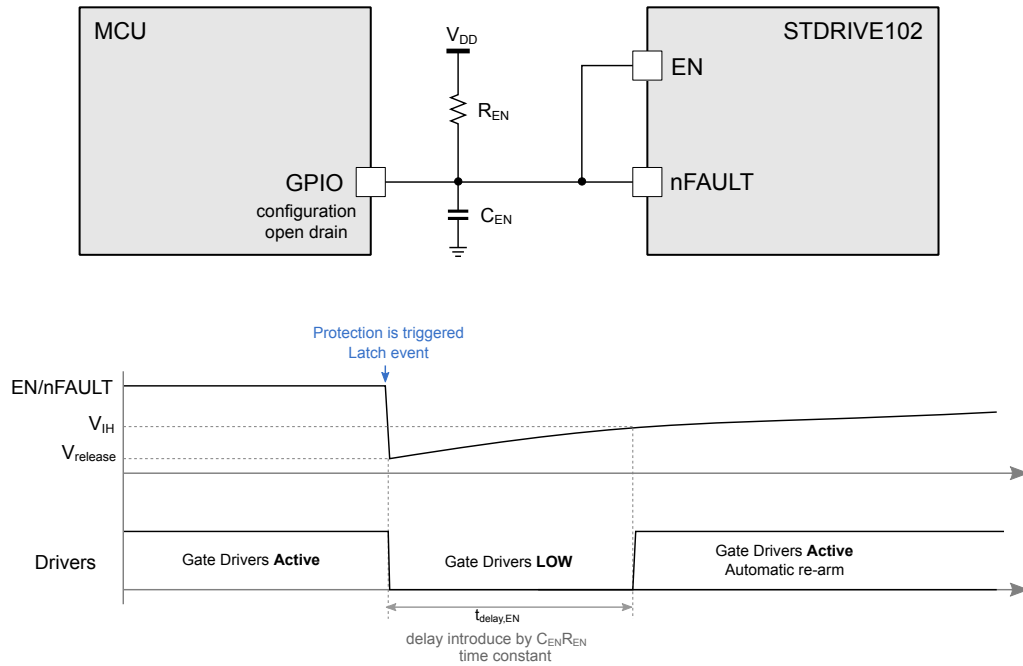 MCU
STDRIVE102
VDD
EN
REN
GPIO
nFAULT
configuration
open drain
CEN
Protection is triggered
Latch event
EN/nFAULT
VIH
Vrelease
Drivers
Gate Drivers Active
Gate Drivers LOW
Gate Drivers Active
Automatic re-arm
tdelay,EN
delay introduce by CENREN
time constant